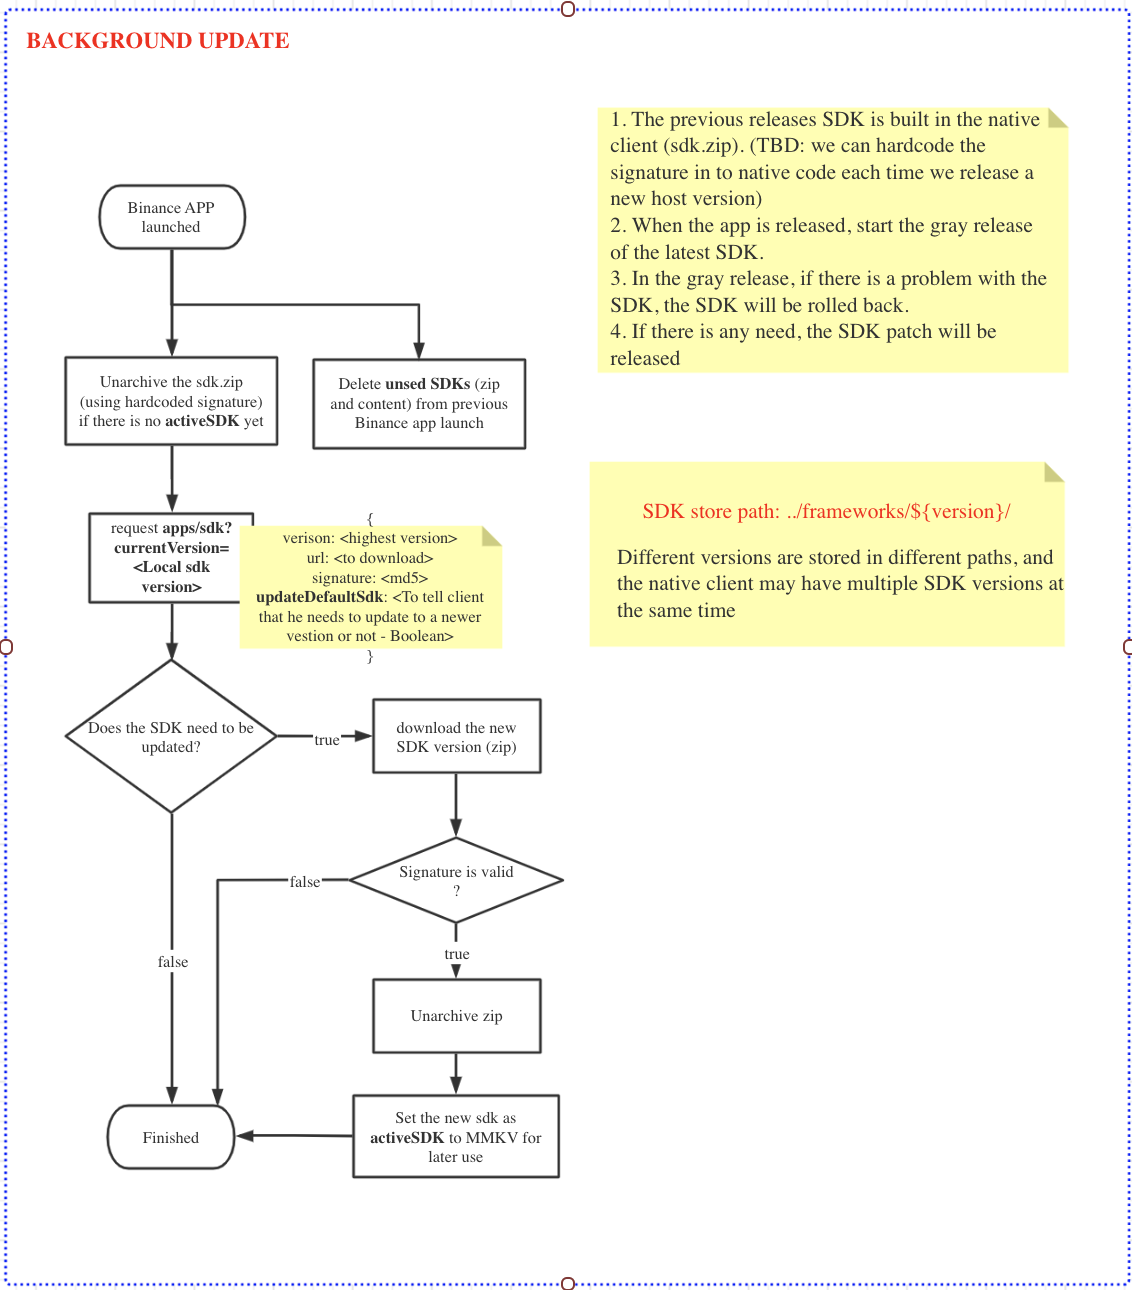 BACKGROUND UPDATE
1. The previous releases SDK is built in the native
client (sdk.zip). (TBD: we can hardcode the
signature in to native code each time we release a
new host version)
2. When the app is released, start the gray release
of the latest SDK.
3. In the gray release, if there is a problem with the
SDK, the SDK will be rolled back.
4. If there is any need, the SDK patch will be
released
Binance APP
launched
Unarchive the sdk.zip
(using hardcoded signature)
if there is no activeSDK yet
Delete unsed SDKs (zip
and content) from previous
Binance app launch
SDK store path: ../frameworks/${version}/
Different versions are stored in different paths, and
the native client may have multiple SDK versions at
the same time
request apps/sdk?
currentVersion=
<Local sdk
version>
{
verison: <highest version>
url: <to download>
signature: <md5>
updateDefaultSdk: <To tell client
that he needs to update to a newer
vestion or not - Boolean>
}
Does the SDK need to be
updated?
true
download the new
SDK version (zip)
Signature is valid
?
false
true
false
Unarchive zip
Set the new sdk as
activeSDK to MMKV for
later use
Finished